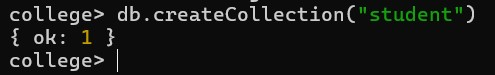 college> db.createCollection("student")
{ ok: 1 }
college>